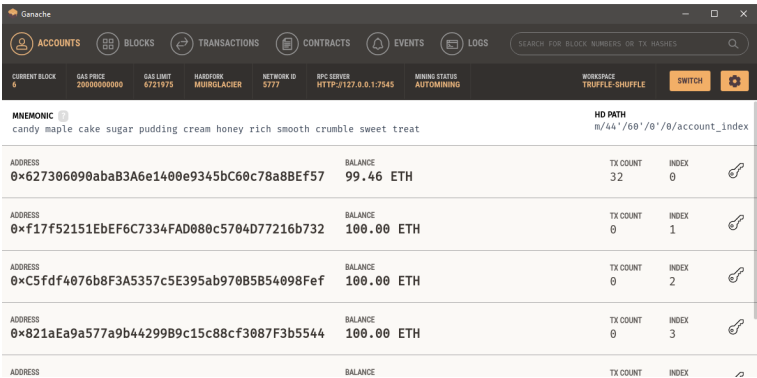 Ganache
ACCOUNTS BLOCKS TRANSACTIONS CONTRACTS EVENTS LOGS SEARCH FOR BLOCK NUMBERS OR TX HASHES
CURRENT BLOCK GAS PRICE GAS LIMIT HARDFORK NETWORK ID RPC SERVER MINING STATUS WORKSPACE
6 20000000000 6721975 MUIRGLACIER 5777 HTTP://127.0.0.1:7545 AUTOMINING TRUFFLE-SHUFFLE SWITCH
MNEMONIC ? HD PATH
candy maple cake sugar pudding cream honey rich smooth crumble sweet treat m/44'/60'/0'/0/account_index
ADDRESS BALANCE TX COUNT INDEX
0×627306090abaB3A6e1400e9345bC60c78a8BEf57 99.46 ETH 32 0
ADDRESS BALANCE TX COUNT INDEX
0×f17f52151EbEF6C7334FAD080c5704D77216b732 100.00 ETH 0 1
ADDRESS BALANCE TX COUNT INDEX
0×C5fdf4076b8F3A5357c5E395ab970B5B54098Fef 100.00 ETH 0 2
ADDRESS BALANCE TX COUNT INDEX
0×821aEa9a577a9b44299B9c15c88cf3087F3b5544 100.00 ETH 0 3
ADDRESS BALANCE TX COUNT INDEX